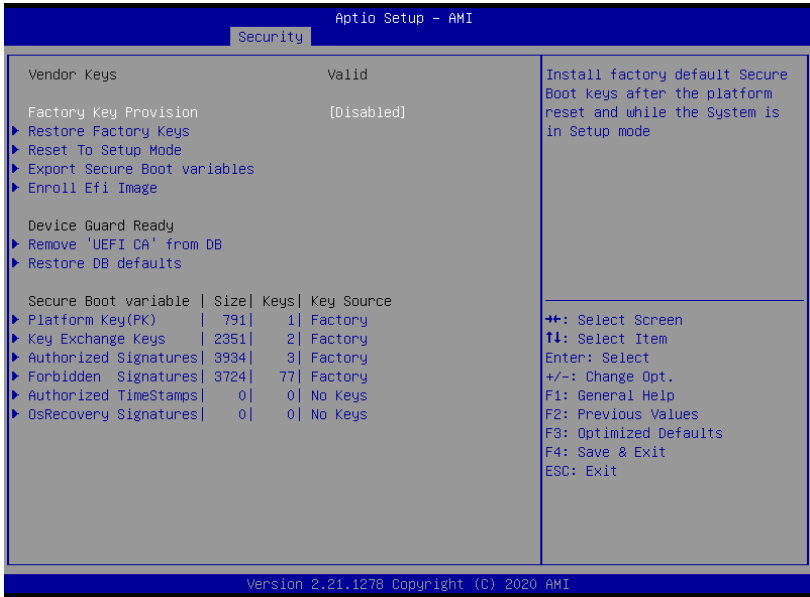 Aptio Setup – AMI
Security
Vendor Keys Valid
Factory Key Provision [Disabled]
Restore Factory Keys
Reset To Setup Mode
Export Secure Boot variables
Enroll Efi Image
Device Guard Ready
Remove 'UEFI CA' from DB
Restore DB defaults
Secure Boot variable | Size| Keys| Key Source
Platform Key(PK) | 791| 1| Factory
Key Exchange Keys | 2351| 2| Factory
Authorized Signatures| 3934| 3| Factory
Forbidden Signatures| 3724| 77| Factory
Authorized TimeStamps| 0| 0| No Keys
OsRecovery Signatures| 0| 0| No Keys
Install factory default Secure
Boot keys after the platform
reset and while the System is
in Setup mode
→←: Select Screen
↑↓: Select Item
Enter: Select
+/-: Change Opt.
F1: General Help
F2: Previous Values
F3: Optimized Defaults
F4: Save & Exit
ESC: Exit
Version 2.21.1278 Copyright (C) 2020 AMI